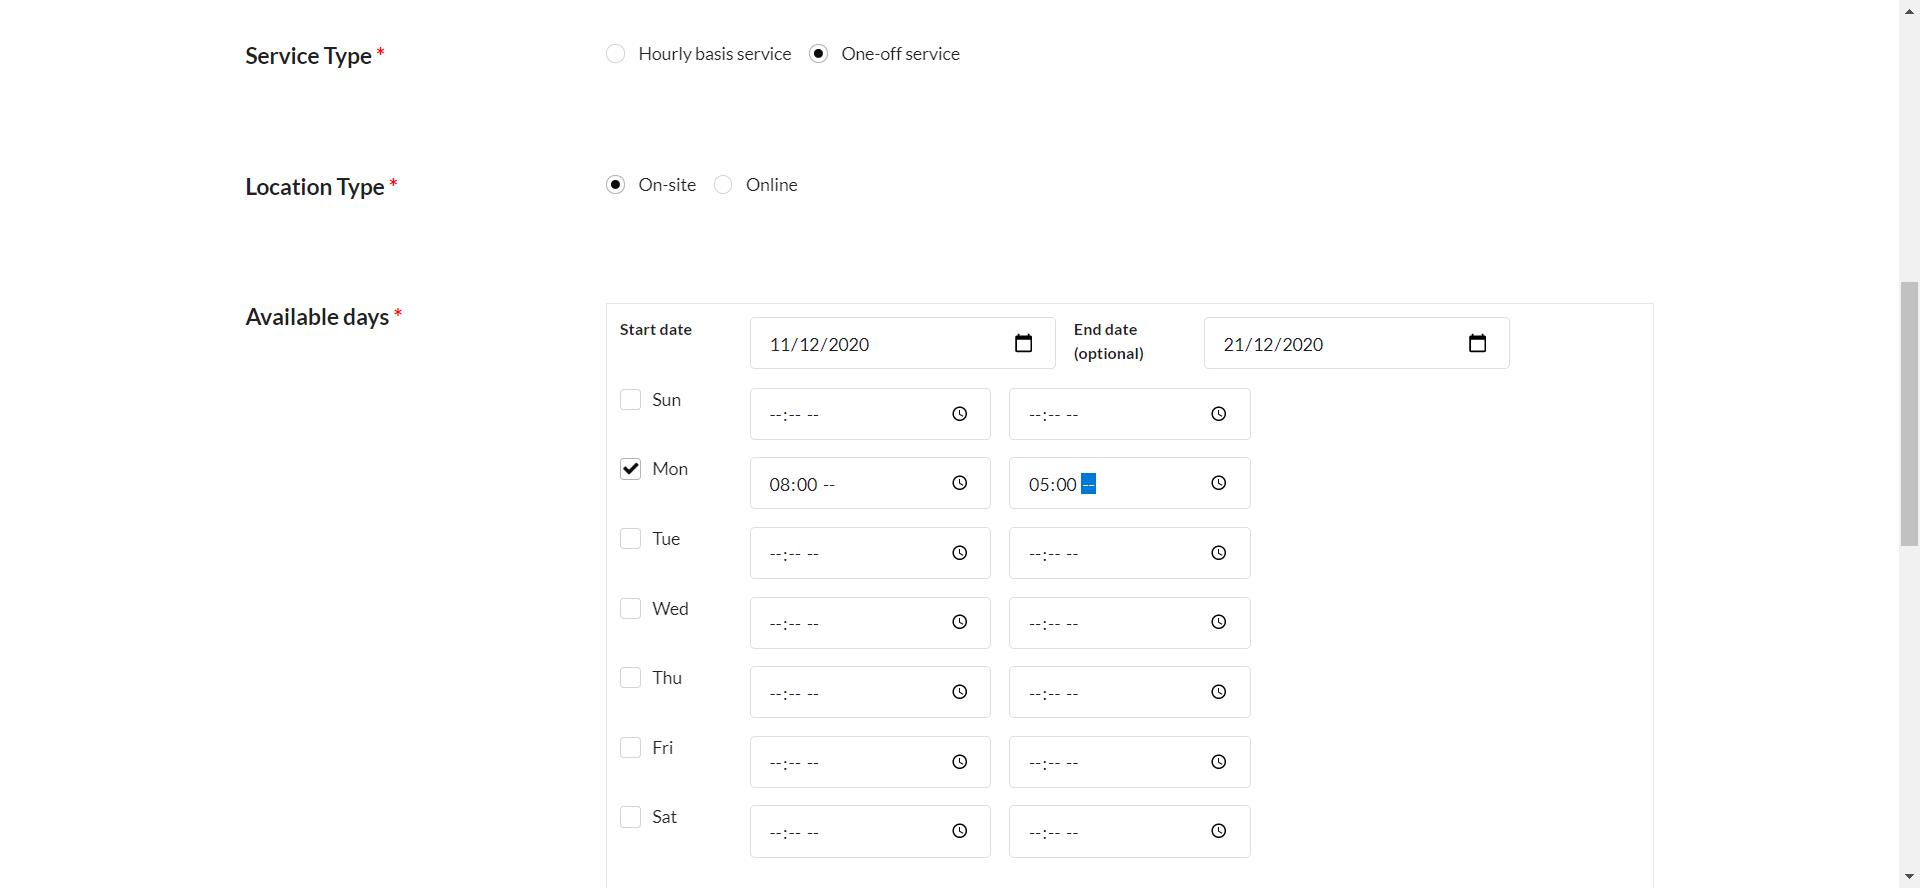 Service Type *
Hourly basis service One-off service
Location Type *
On-site Online
Available days *
Start date 11/12/2020 End date (optional) 21/12/2020
Sun --:-- -- --:-- --
Mon 08:00 -- 05:00 --
Tue --:-- -- --:-- --
Wed --:-- -- --:-- --
Thu --:-- -- --:-- --
Fri --:-- -- --:-- --
Sat --:-- -- --:-- --